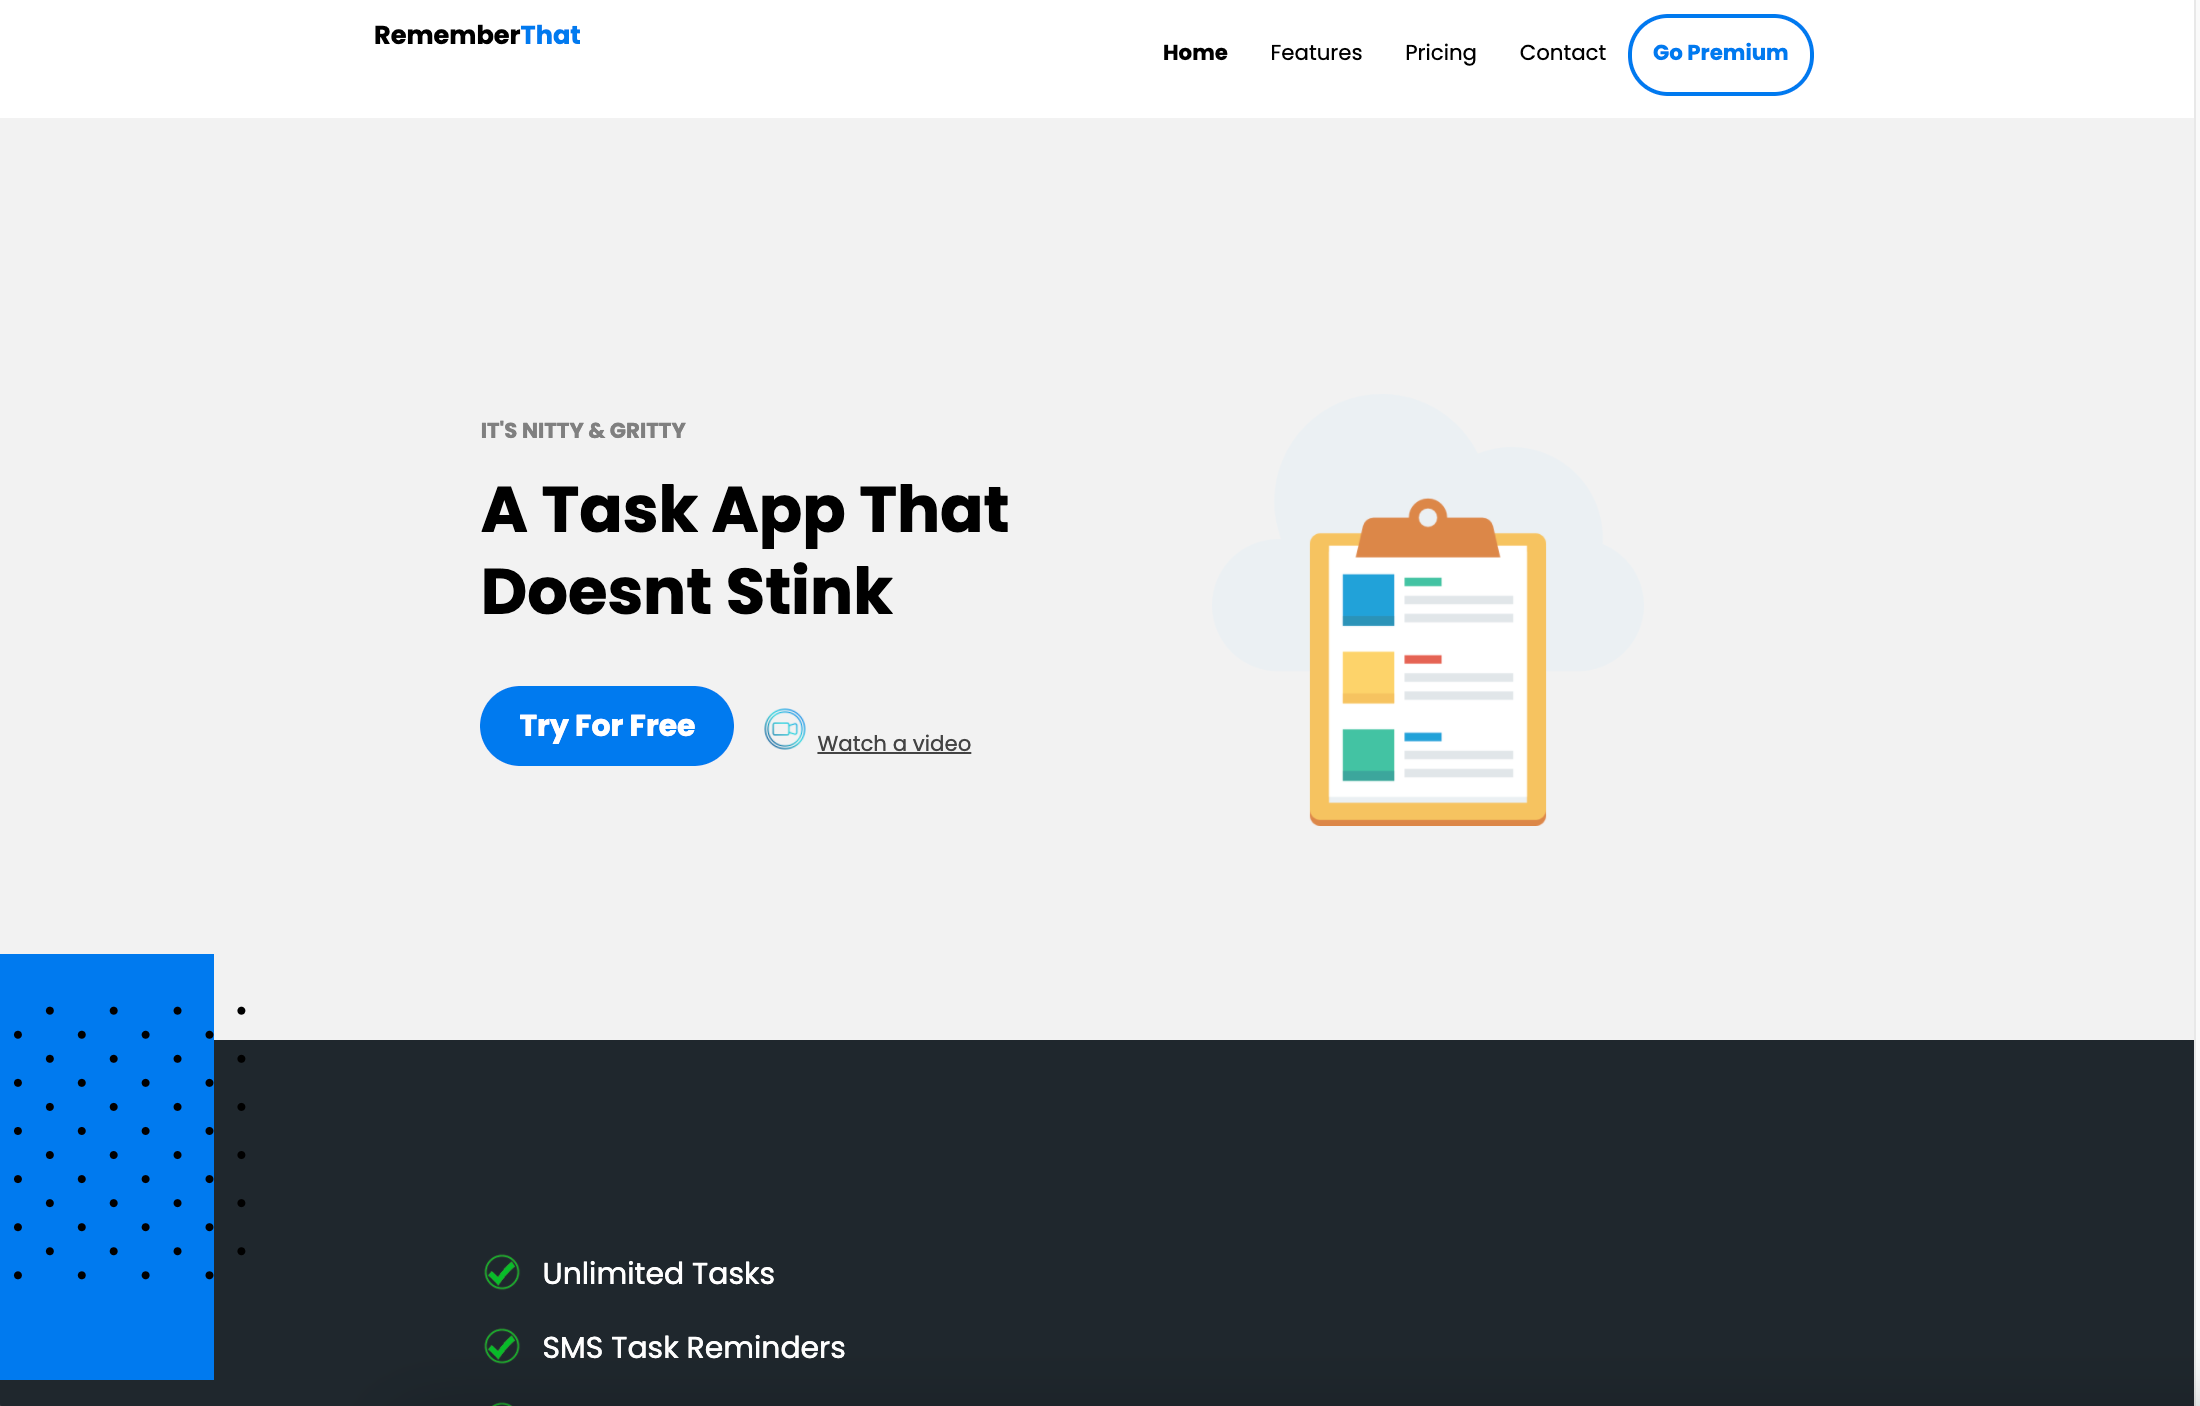 RememberThat
Home Features Pricing Contact Go Premium
IT'S NITTY & GRITTY
A Task App That
Doesnt Stink
Try For Free
Watch a video
Unlimited Tasks
SMS Task Reminders